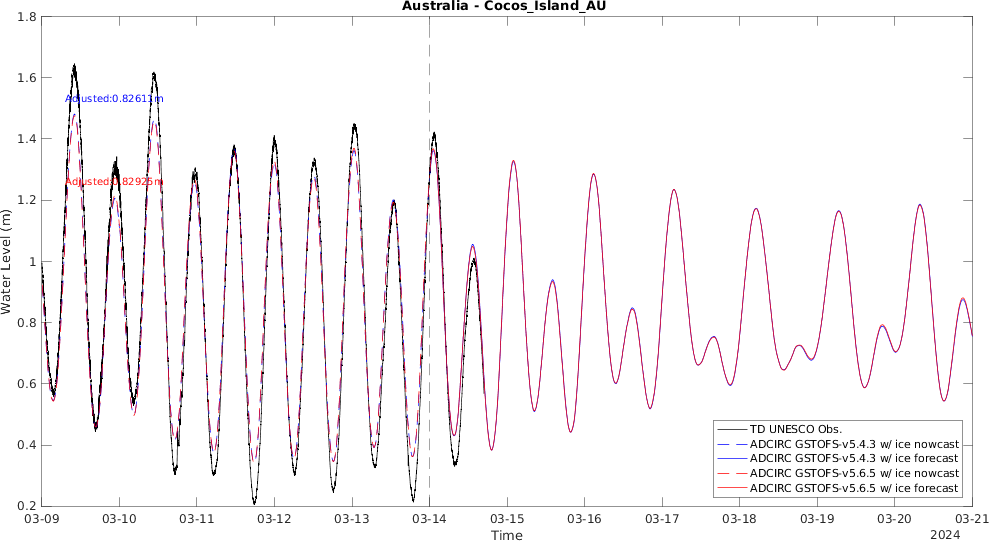 Australia - Cocos_Island_AU
1.8
1.6
1.4
1.2
1
0.8
0.6
0.4
0.2
Water Level (m)
Adjusted:0.82611m
Adjusted:0.82925m
TD UNESCO Obs.
ADCIRC GSTOFS-v5.4.3 w/ ice nowcast
ADCIRC GSTOFS-v5.4.3 w/ ice forecast
ADCIRC GSTOFS-v5.6.5 w/ ice nowcast
ADCIRC GSTOFS-v5.6.5 w/ ice forecast
03-09 03-10 03-11 03-12 03-13 03-14 03-15 03-16 03-17 03-18 03-19 03-20 03-21
Time
2024